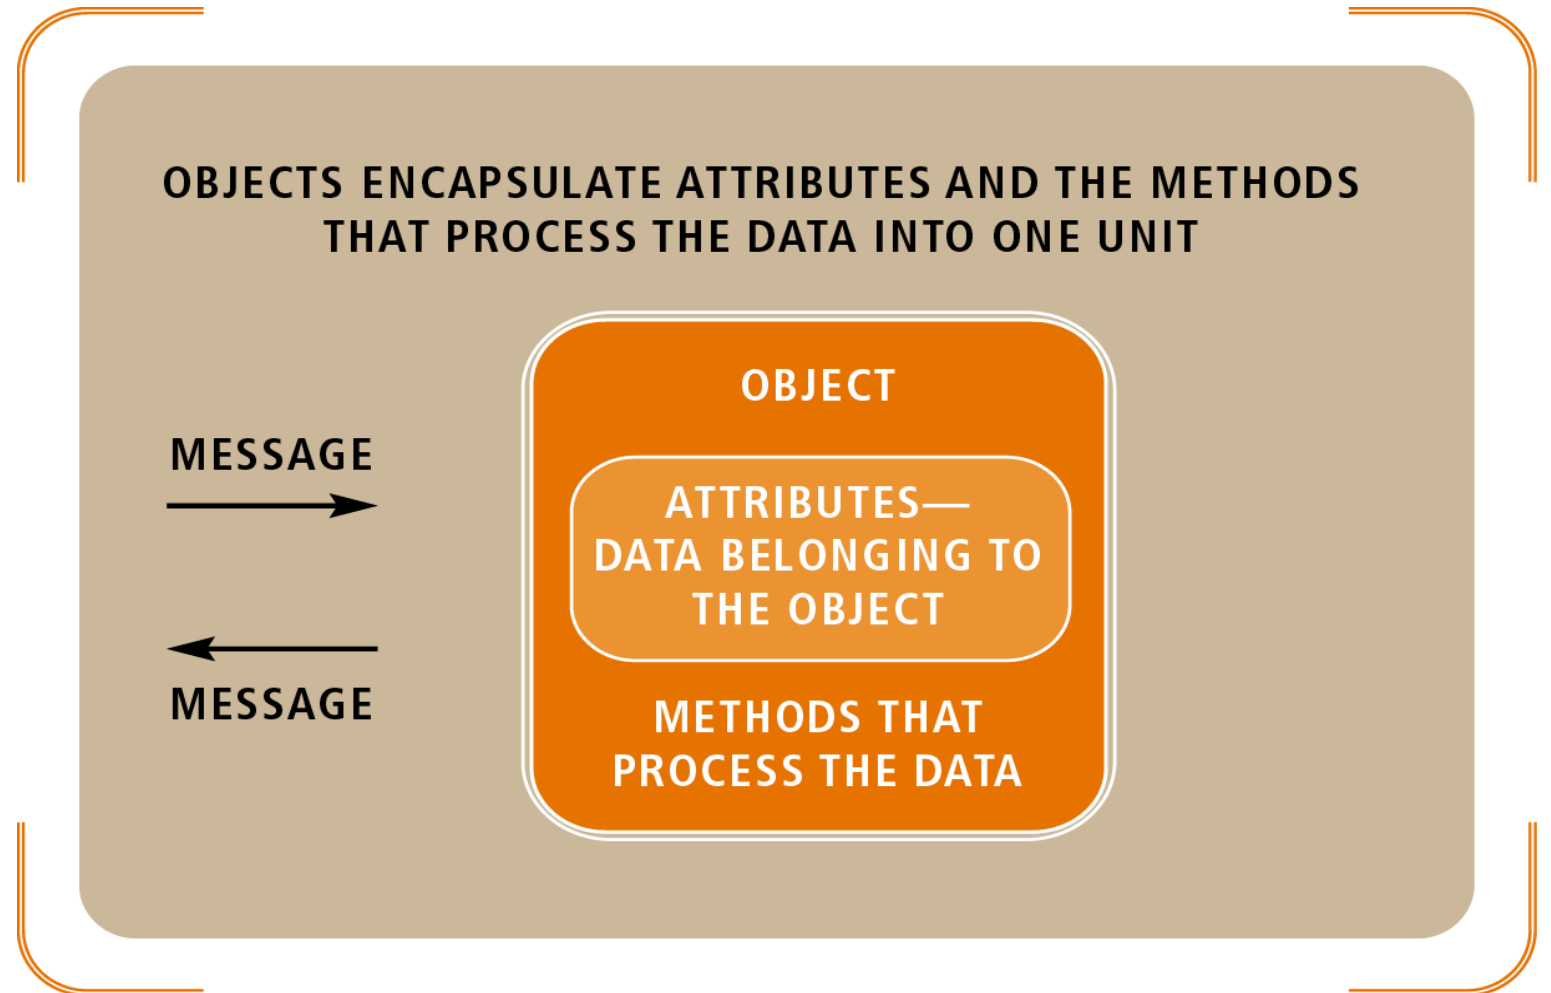 OBJECTS ENCAPSULATE ATTRIBUTES AND THE METHODS
THAT PROCESS THE DATA INTO ONE UNIT
OBJECT
MESSAGE
ATTRIBUTES—
DATA BELONGING TO
THE OBJECT
MESSAGE
METHODS THAT
PROCESS THE DATA